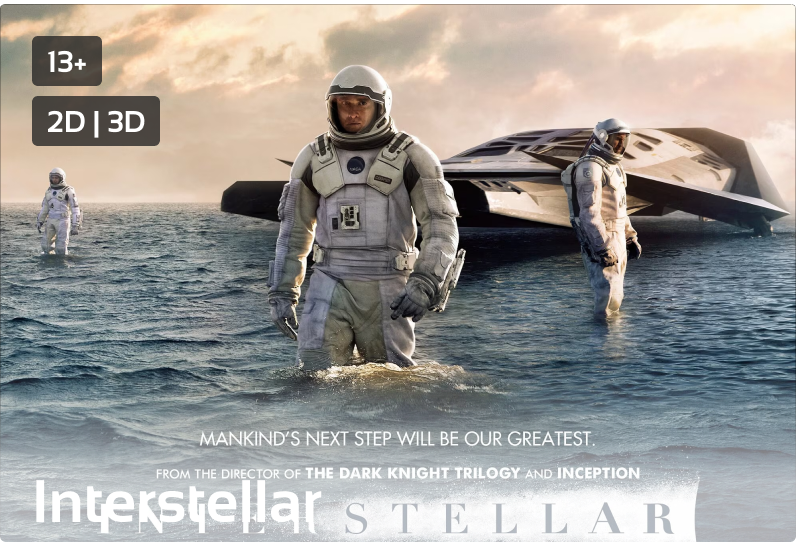 13+
2D | 3D
MANKIND'S NEXT STEP WILL BE OUR GREATEST.
FROM THE DIRECTOR OF THE DARK KNIGHT TRILOGY AND INCEPTION
Interstellar
INTERSTELLAR